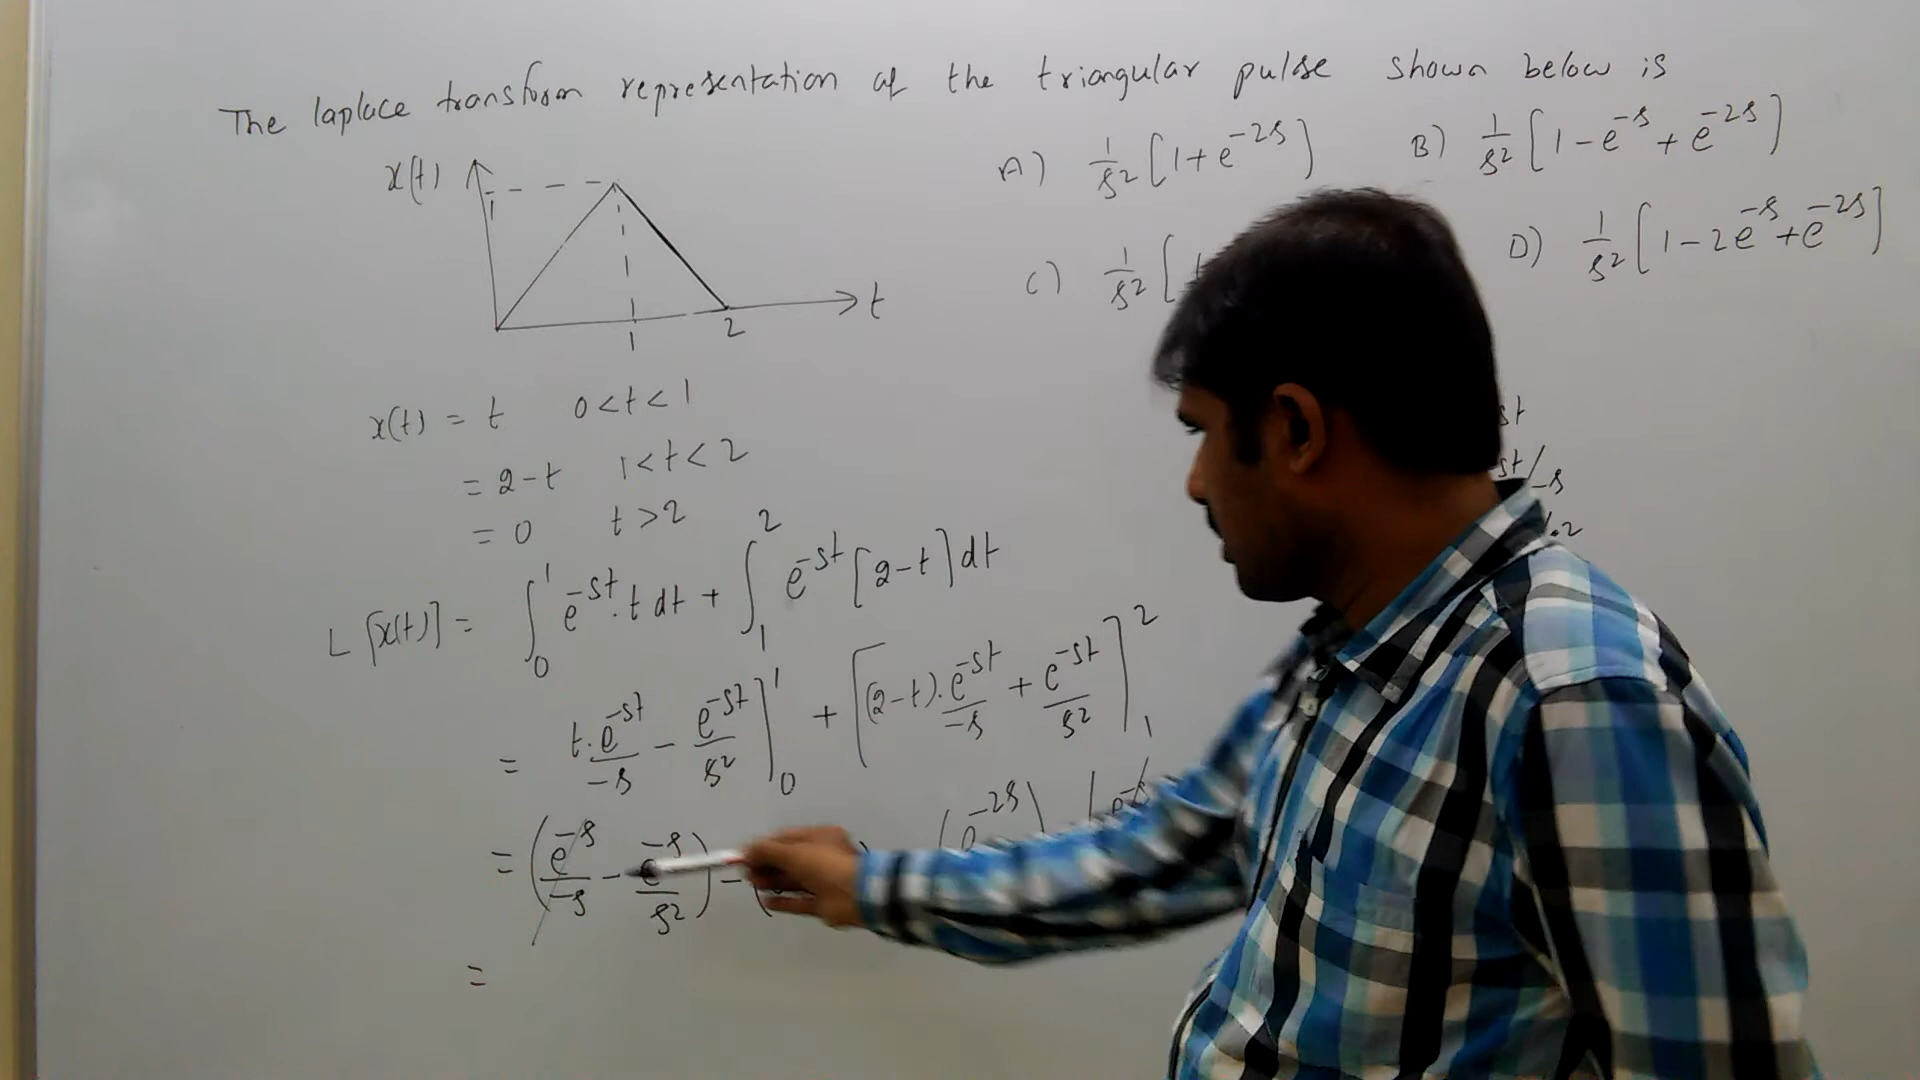 The laplace transform representation of the triangular pulse shown below is
A) 1/s² [1+e^-2s] B) 1/s² [1-e^-s + e^-2s]
C) 1/s² [ D) 1/s² [1-2e^-s + e^-2s]
x(t)
1
1 2 t
x(t) = t 0<t<1
= 2-t 1<t<2
= 0 t>2
L[x(t)] = ∫₀¹ e^-st . t dt + ∫₁² e^-st [2-t] dt
= t. e^-st/-s - e^-st/s² ]₀¹ + [(2-t). e^-st/-s + e^-st/s² ]₁²
= (e^-s/-s - e^-s/s²) - (
=
st
st/-s